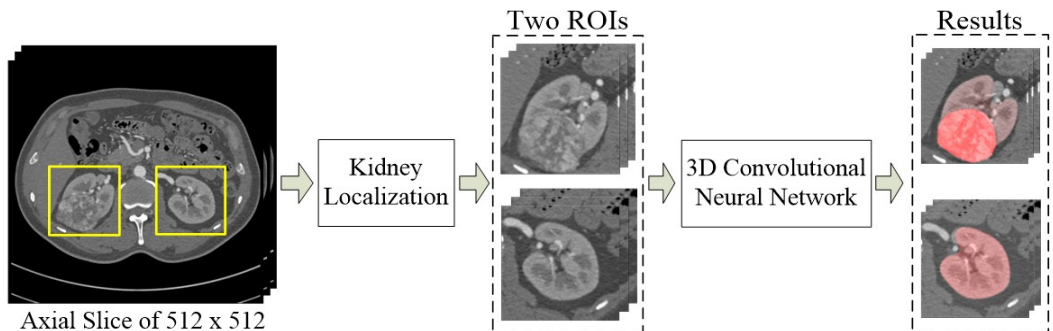 Two ROIs
Results
Kidney
Localization
3D Convolutional
Neural Network
Axial Slice of 512 x 512